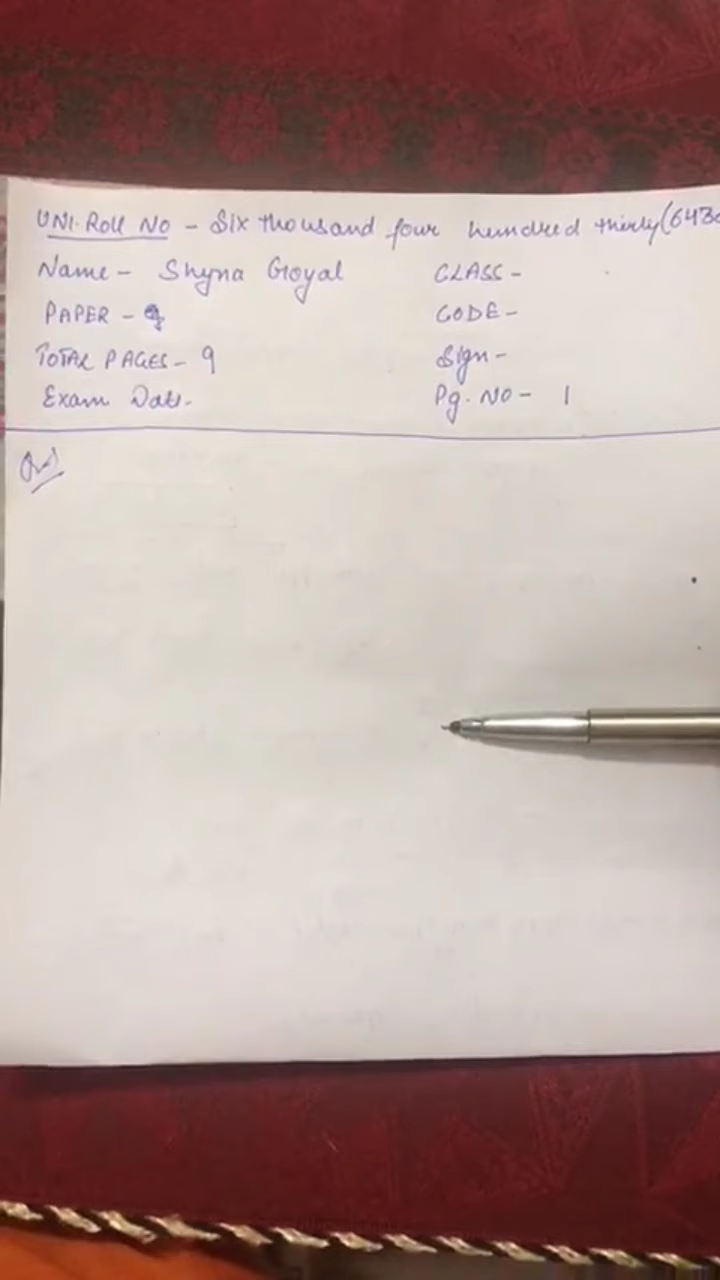 UNI. Roll No - Six thousand four hundred thirty (643
Name - Shyna Goyal CLASS -
PAPER - CODE -
TOTAL PAGES - 9 Sign -
Exam Date - Pg. No - 1